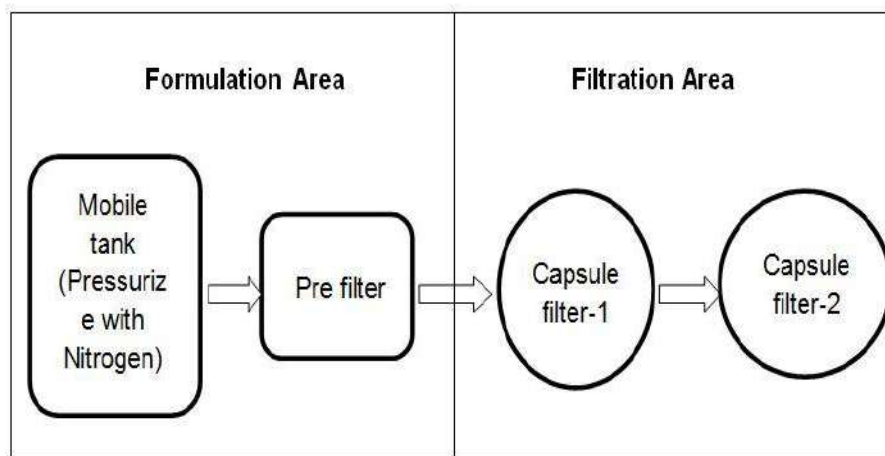 Formulation Area
Filtration Area
Mobile
tank
(Pressuriz
e with
Nitrogen)
Pre filter
Capsule
filter-1
Capsule
filter-2